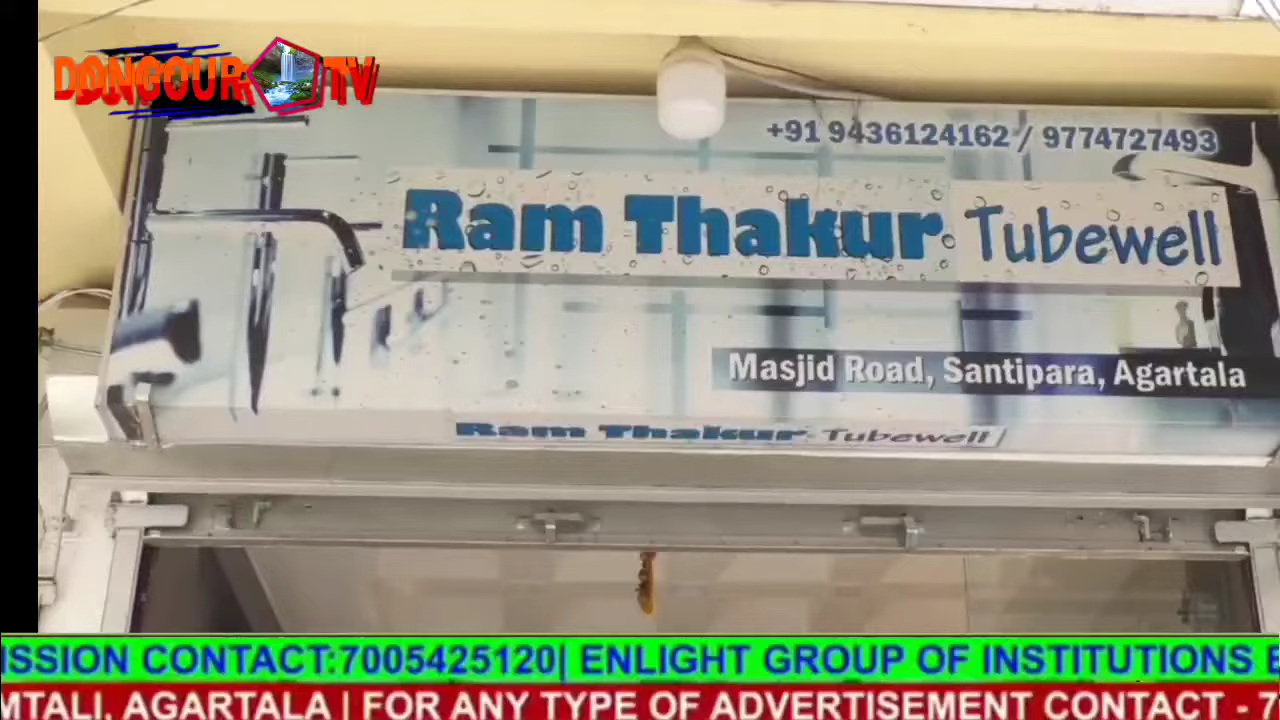 DONGOUR TV
+91 9436124162 / 9774727493
Ram Thakur Tubewell
Masjid Road, Santipara, Agartala
Ram Thakur Tubewell
ISSION CONTACT:7005425120| ENLIGHT GROUP OF INSTITUTIONS
MTALI, AGARTALA | FOR ANY TYPE OF ADVERTISEMENT CONTACT - 7